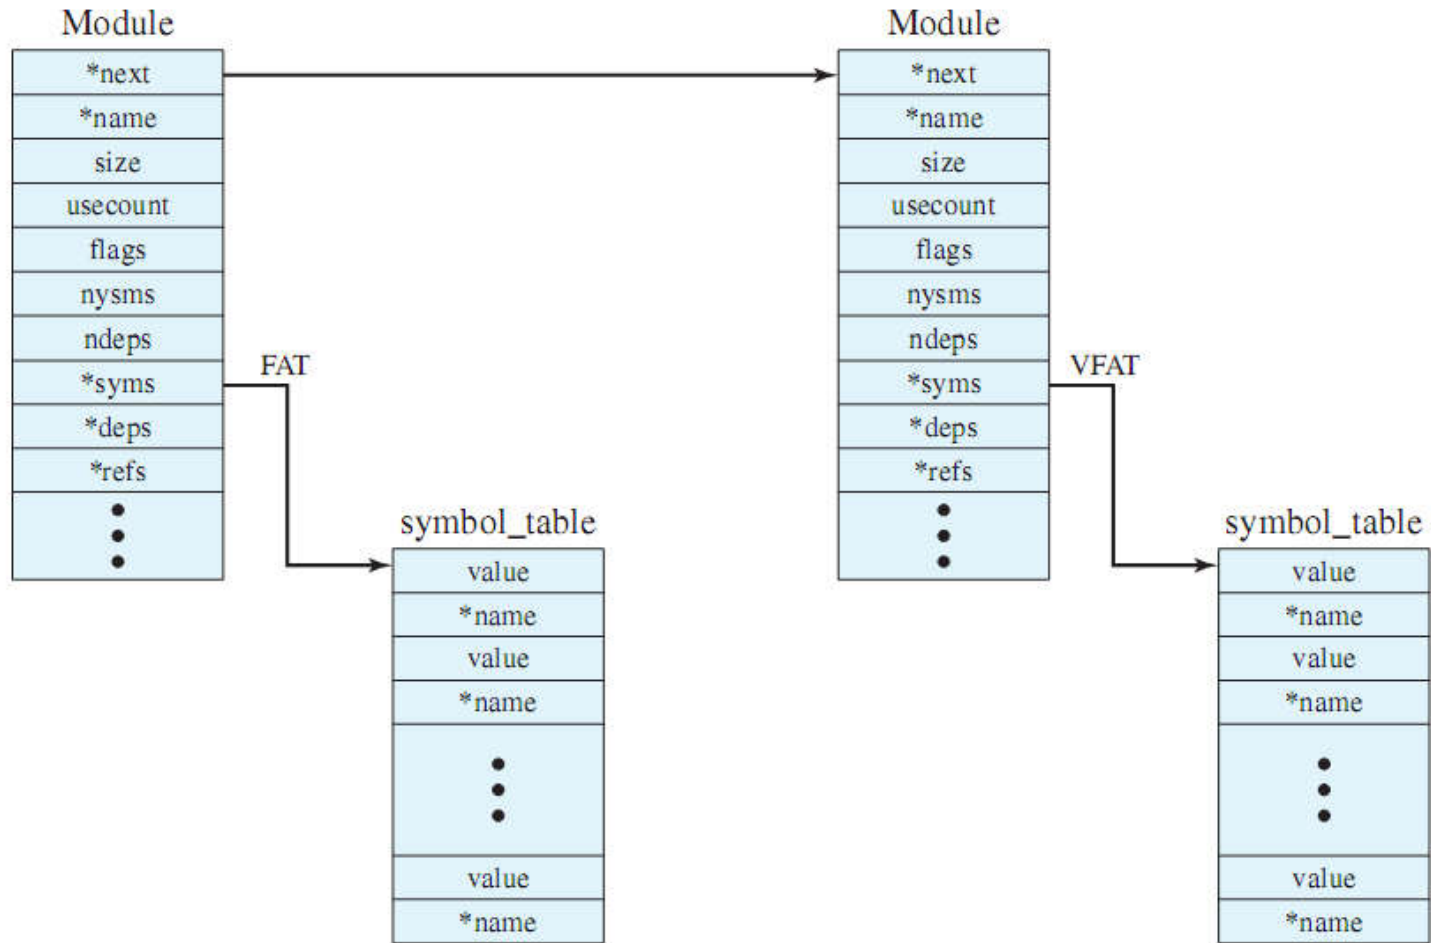 Module
*next
*name
size
usecount
flags
nysms
ndeps
*syms
*deps
*refs
FAT
symbol_table
value
*name
value
*name
value
*name
Module
*next
*name
size
usecount
flags
nysms
ndeps
*syms
*deps
*refs
VFAT
symbol_table
value
*name
value
*name
value
*name